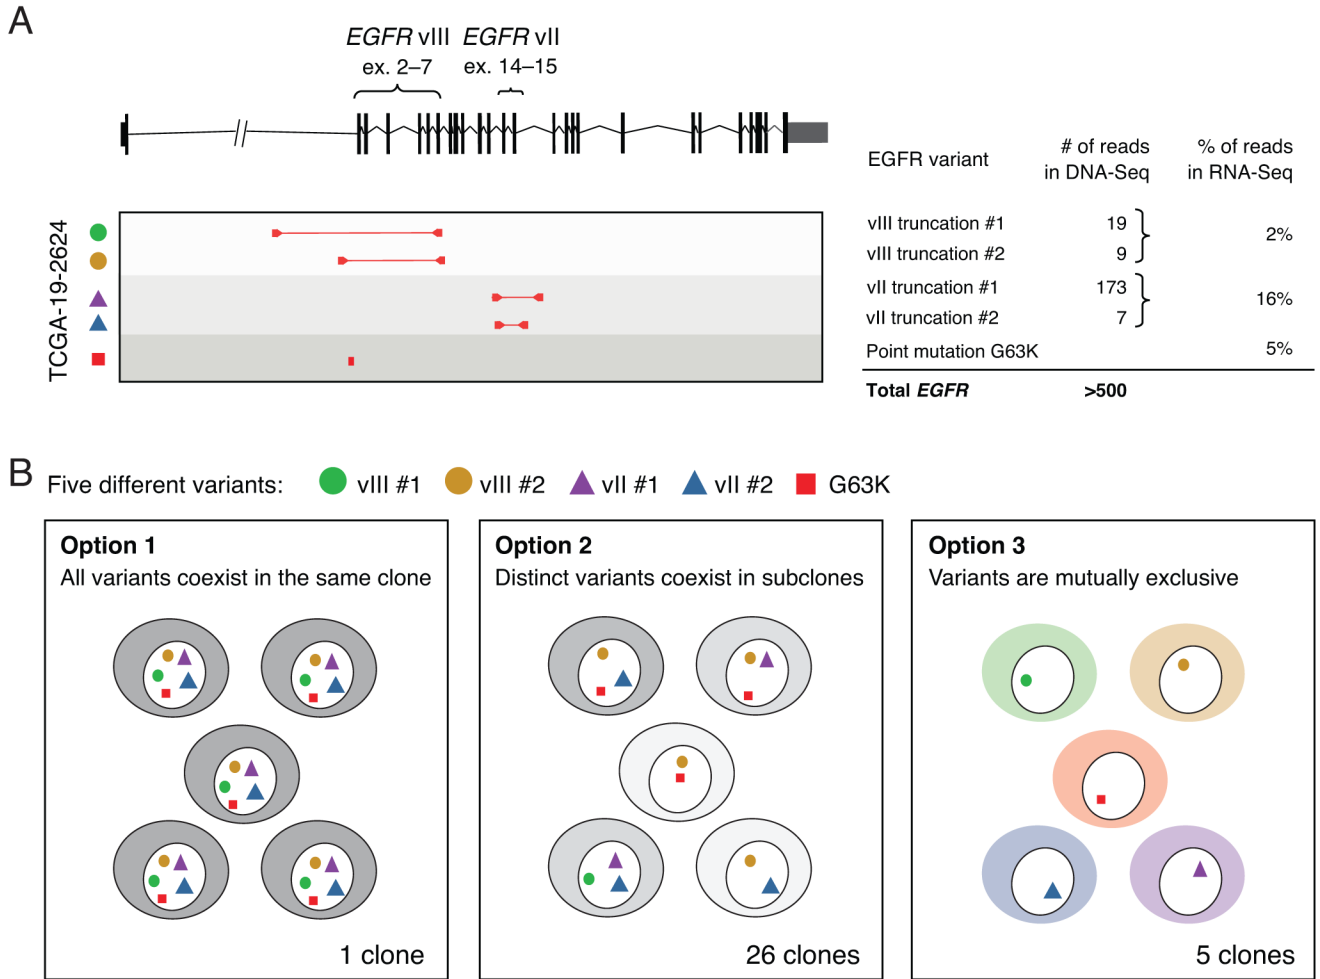 A
EGFR vIII
ex. 2–7
EGFR vII
ex. 14–15
TCGA-19-2624
EGFR variant
# of reads
in DNA-Seq
% of reads
in RNA-Seq
vIII truncation #1 19
2%
vIII truncation #2 9
vII truncation #1 173
16%
vII truncation #2 7
Point mutation G63K 5%
Total EGFR >500
B
Five different variants: vIII #1 vIII #2 vII #1 vII #2 G63K
Option 1
All variants coexist in the same clone
1 clone
Option 2
Distinct variants coexist in subclones
26 clones
Option 3
Variants are mutually exclusive
5 clones